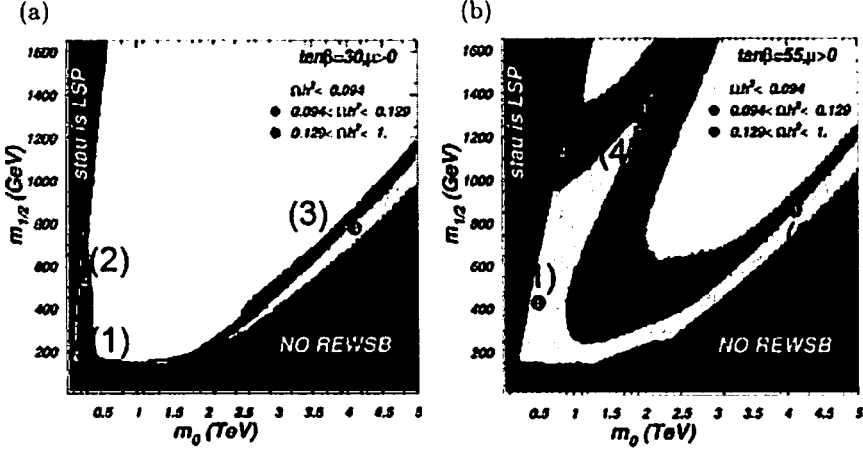 (a)
tanβ=30,μ>0
Ωh²< 0.094
0.094< Ωh²< 0.129
0.129< Ωh²< 1.
stau is LSP
(3)
(2)
(1)
NO REWSB
1600
1400
1200
1000
800
600
400
200
m1/2 (GeV)
0.5 1 1.5 2 2.5 3 3.5 4 4.5 5
m0 (TeV)
(b)
tanβ=55,μ>0
Ωh²< 0.094
0.094< Ωh²< 0.129
0.129< Ωh²< 1.
stau is LSP
(4)
NO REWSB
1600
1400
1200
1000
800
600
400
200
m1/2 (GeV)
0.5 1 1.5 2 2.5 3 3.5 4 4.5 5
m0 (TeV)